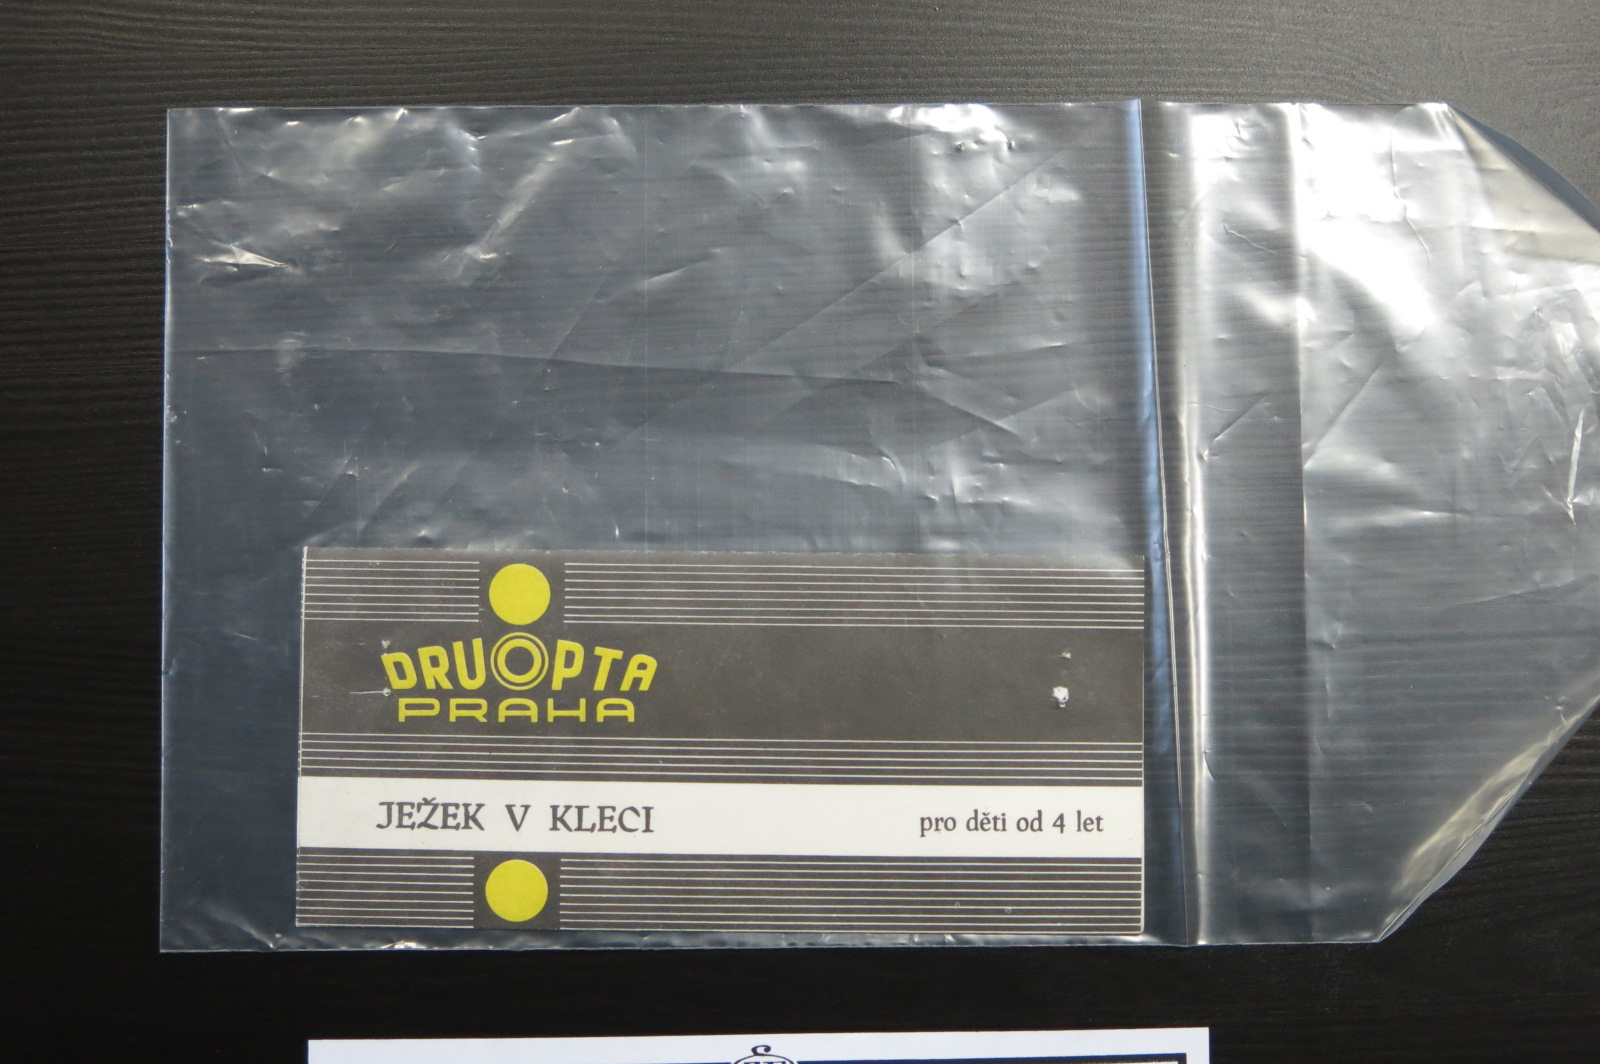 DRUOPTA
PRAHA
JEŽEK V KLECI
pro děti od 4 let